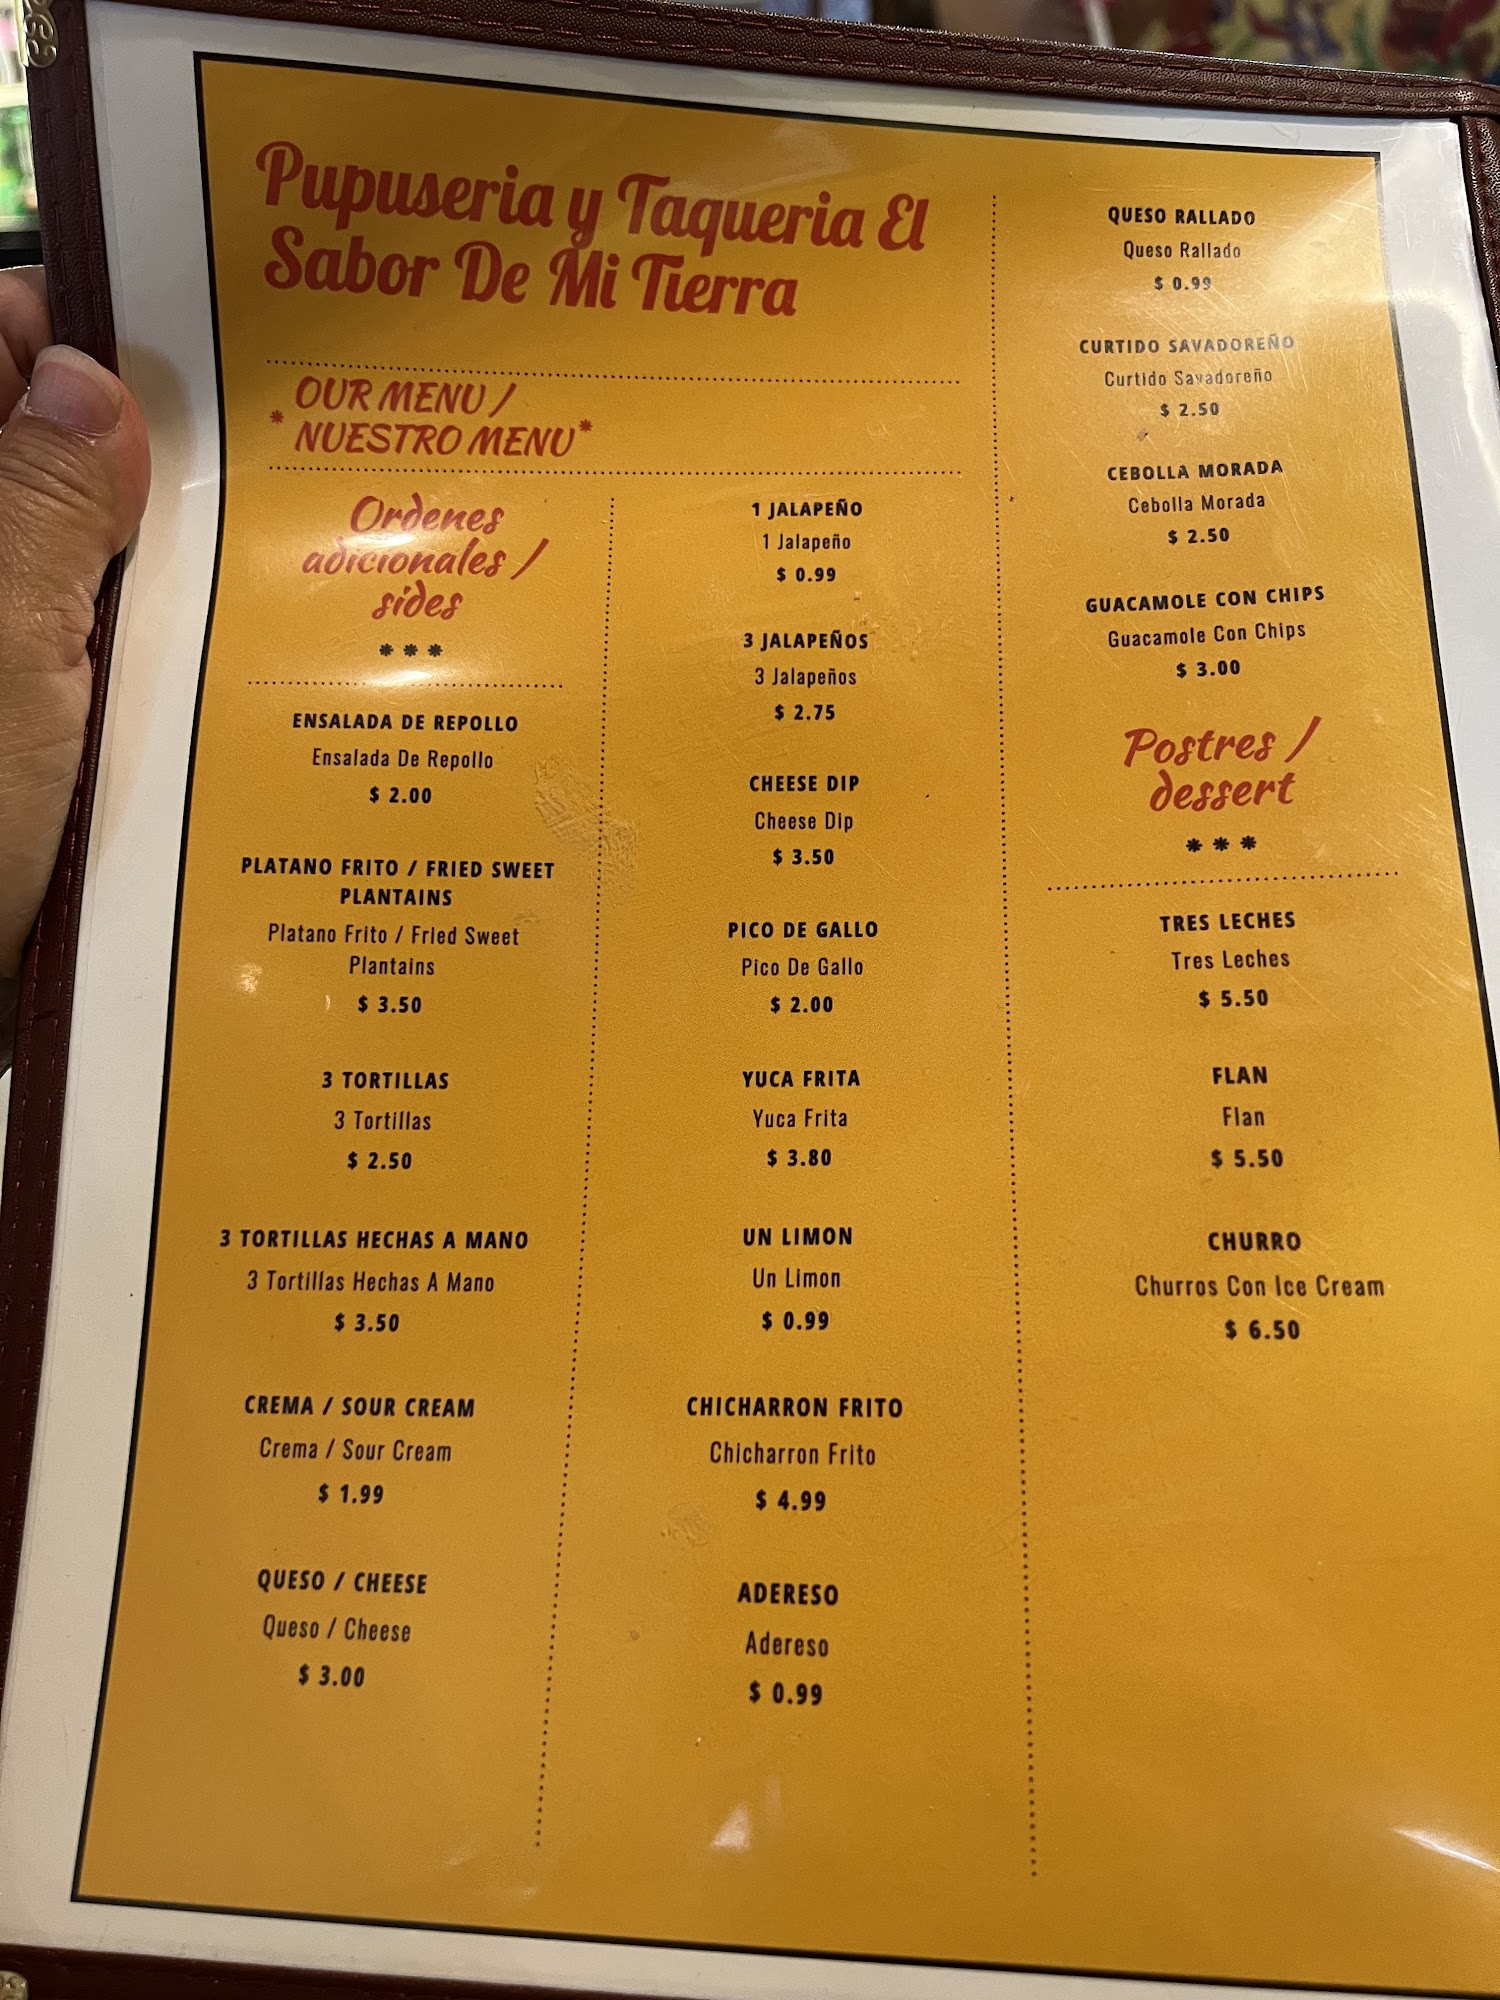 Pupuseria y Taqueria El
Sabor De Mi Tierra
OUR MENU /
* NUESTRO MENU *
Ordenes
adicionales /
sides
* * *
ENSALADA DE REPOLLO
Ensalada De Repollo
$ 2.00
PLATANO FRITO / FRIED SWEET
PLANTAINS
Platano Frito / Fried Sweet
Plantains
$ 3.50
3 TORTILLAS
3 Tortillas
$ 2.50
3 TORTILLAS HECHAS A MANO
3 Tortillas Hechas A Mano
$ 3.50
CREMA / SOUR CREAM
Crema / Sour Cream
$ 1.99
QUESO / CHEESE
Queso / Cheese
$ 3.00
1 JALAPEÑO
1 Jalapeño
$ 0.99
3 JALAPEÑOS
3 Jalapeños
$ 2.75
CHEESE DIP
Cheese Dip
$ 3.50
PICO DE GALLO
Pico De Gallo
$ 2.00
YUCA FRITA
Yuca Frita
$ 3.80
UN LIMON
Un Limon
$ 0.99
CHICHARRON FRITO
Chicharron Frito
$ 4.99
ADERESO
Adereso
$ 0.99
QUESO RALLADO
Queso Rallado
$ 0.99
CURTIDO SAVADOREÑO
Curtido Savadoreño
$ 2.50
CEBOLLA MORADA
Cebolla Morada
$ 2.50
GUACAMOLE CON CHIPS
Guacamole Con Chips
$ 3.00
Postres /
dessert
* * *
TRES LECHES
Tres Leches
$ 5.50
FLAN
Flan
$ 5.50
CHURRO
Churros Con Ice Cream
$ 6.50